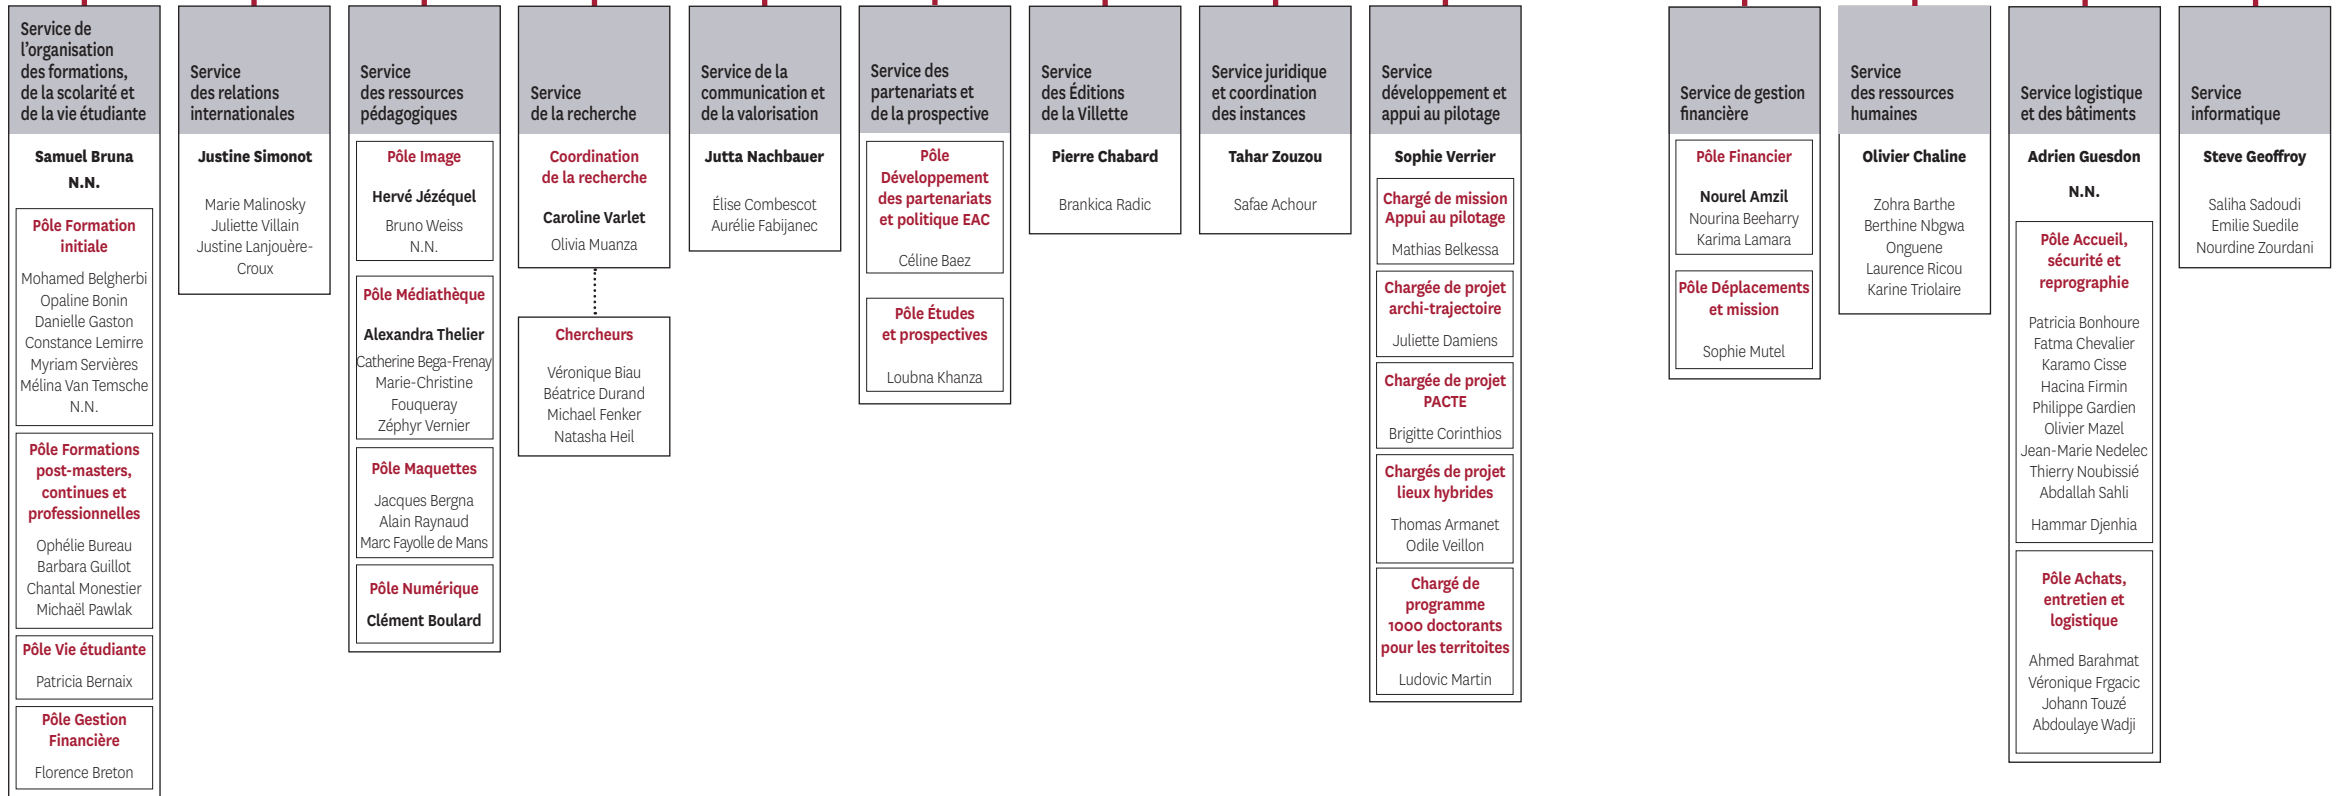 Service de
l'organisation
des formations,
de la scolarité et
de la vie étudiante
Samuel Bruna
N.N.
Pôle Formation
initiale
Mohamed Belgherbi
Opaline Bonin
Danielle Gaston
Constance Lemirre
Myriam Servières
Mélina Van Temsche
N.N.
Pôle Formations
post-masters,
continues et
professionnelles
Ophélie Bureau
Barbara Guillot
Chantal Monestier
Michaël Pawlak
Pôle Vie étudiante
Patricia Bernaix
Pôle Gestion
Financière
Florence Breton
Service
des relations
internationales
Justine Simonot
Marie Malinosky
Juliette Villain
Justine Lanjouère-
Croux
Service
des ressources
pédagogiques
Pôle Image
Hervé Jézéquel
Bruno Weiss
N.N.
Pôle Médiathèque
Alexandra Thelier
Catherine Bega-Frenay
Marie-Christine
Fouqueray
Zéphyr Vernier
Pôle Maquettes
Jacques Bergna
Alain Raynaud
Marc Fayolle de Mans
Pôle Numérique
Clément Boulard
Service
de la recherche
Coordination
de la recherche
Caroline Varlet
Olivia Muanza
Chercheurs
Véronique Biau
Béatrice Durand
Michael Fenker
Natasha Heil
Service de la
communication et
de la valorisation
Jutta Nachbauer
Élise Combescot
Aurélie Fabijanec
Service des
partenariats et
de la prospective
Pôle
Développement
des partenariats
et politique EAC
Céline Baez
Pôle Études
et prospectives
Loubna Khanza
Service
des Éditions
de la Villette
Pierre Chabard
Brankica Radic
Service juridique
et coordination
des instances
Tahar Zouzou
Safae Achour
Service
développement et
appui au pilotage
Sophie Verrier
Chargé de mission
Appui au pilotage
Mathias Belkessa
Chargée de projet
archi-trajectoire
Juliette Damiens
Chargée de projet
PACTE
Brigitte Corinthios
Chargés de projet
lieux hybrides
Thomas Armanet
Odile Veillon
Chargé de
programme
1000 doctorants
pour les territoites
Ludovic Martin
Service de gestion
financière
Pôle Financier
Nourel Amzil
Nourina Beeharry
Karima Lamara
Pôle Déplacements
et mission
Sophie Mutel
Service
des ressources
humaines
Olivier Chaline
Zohra Barthe
Berthine Nbgwa
Onguene
Laurence Ricou
Karine Triolaire
Service logistique
et des bâtiments
Adrien Guesdon
N.N.
Pôle Accueil,
sécurité et
reprographie
Patricia Bonhoure
Fatma Chevalier
Karamo Cisse
Hacina Firmin
Philippe Gardien
Olivier Mazel
Jean-Marie Nedelec
Thierry Noubissié
Abdallah Sahli
Hammar Djenhia
Pôle Achats,
entretien et
logistique
Ahmed Barahmat
Véronique Frgacic
Johann Touzé
Abdoulaye Wadji
Service
informatique
Steve Geoffroy
Saliha Sadoudi
Emilie Suedile
Nourdine Zourdani